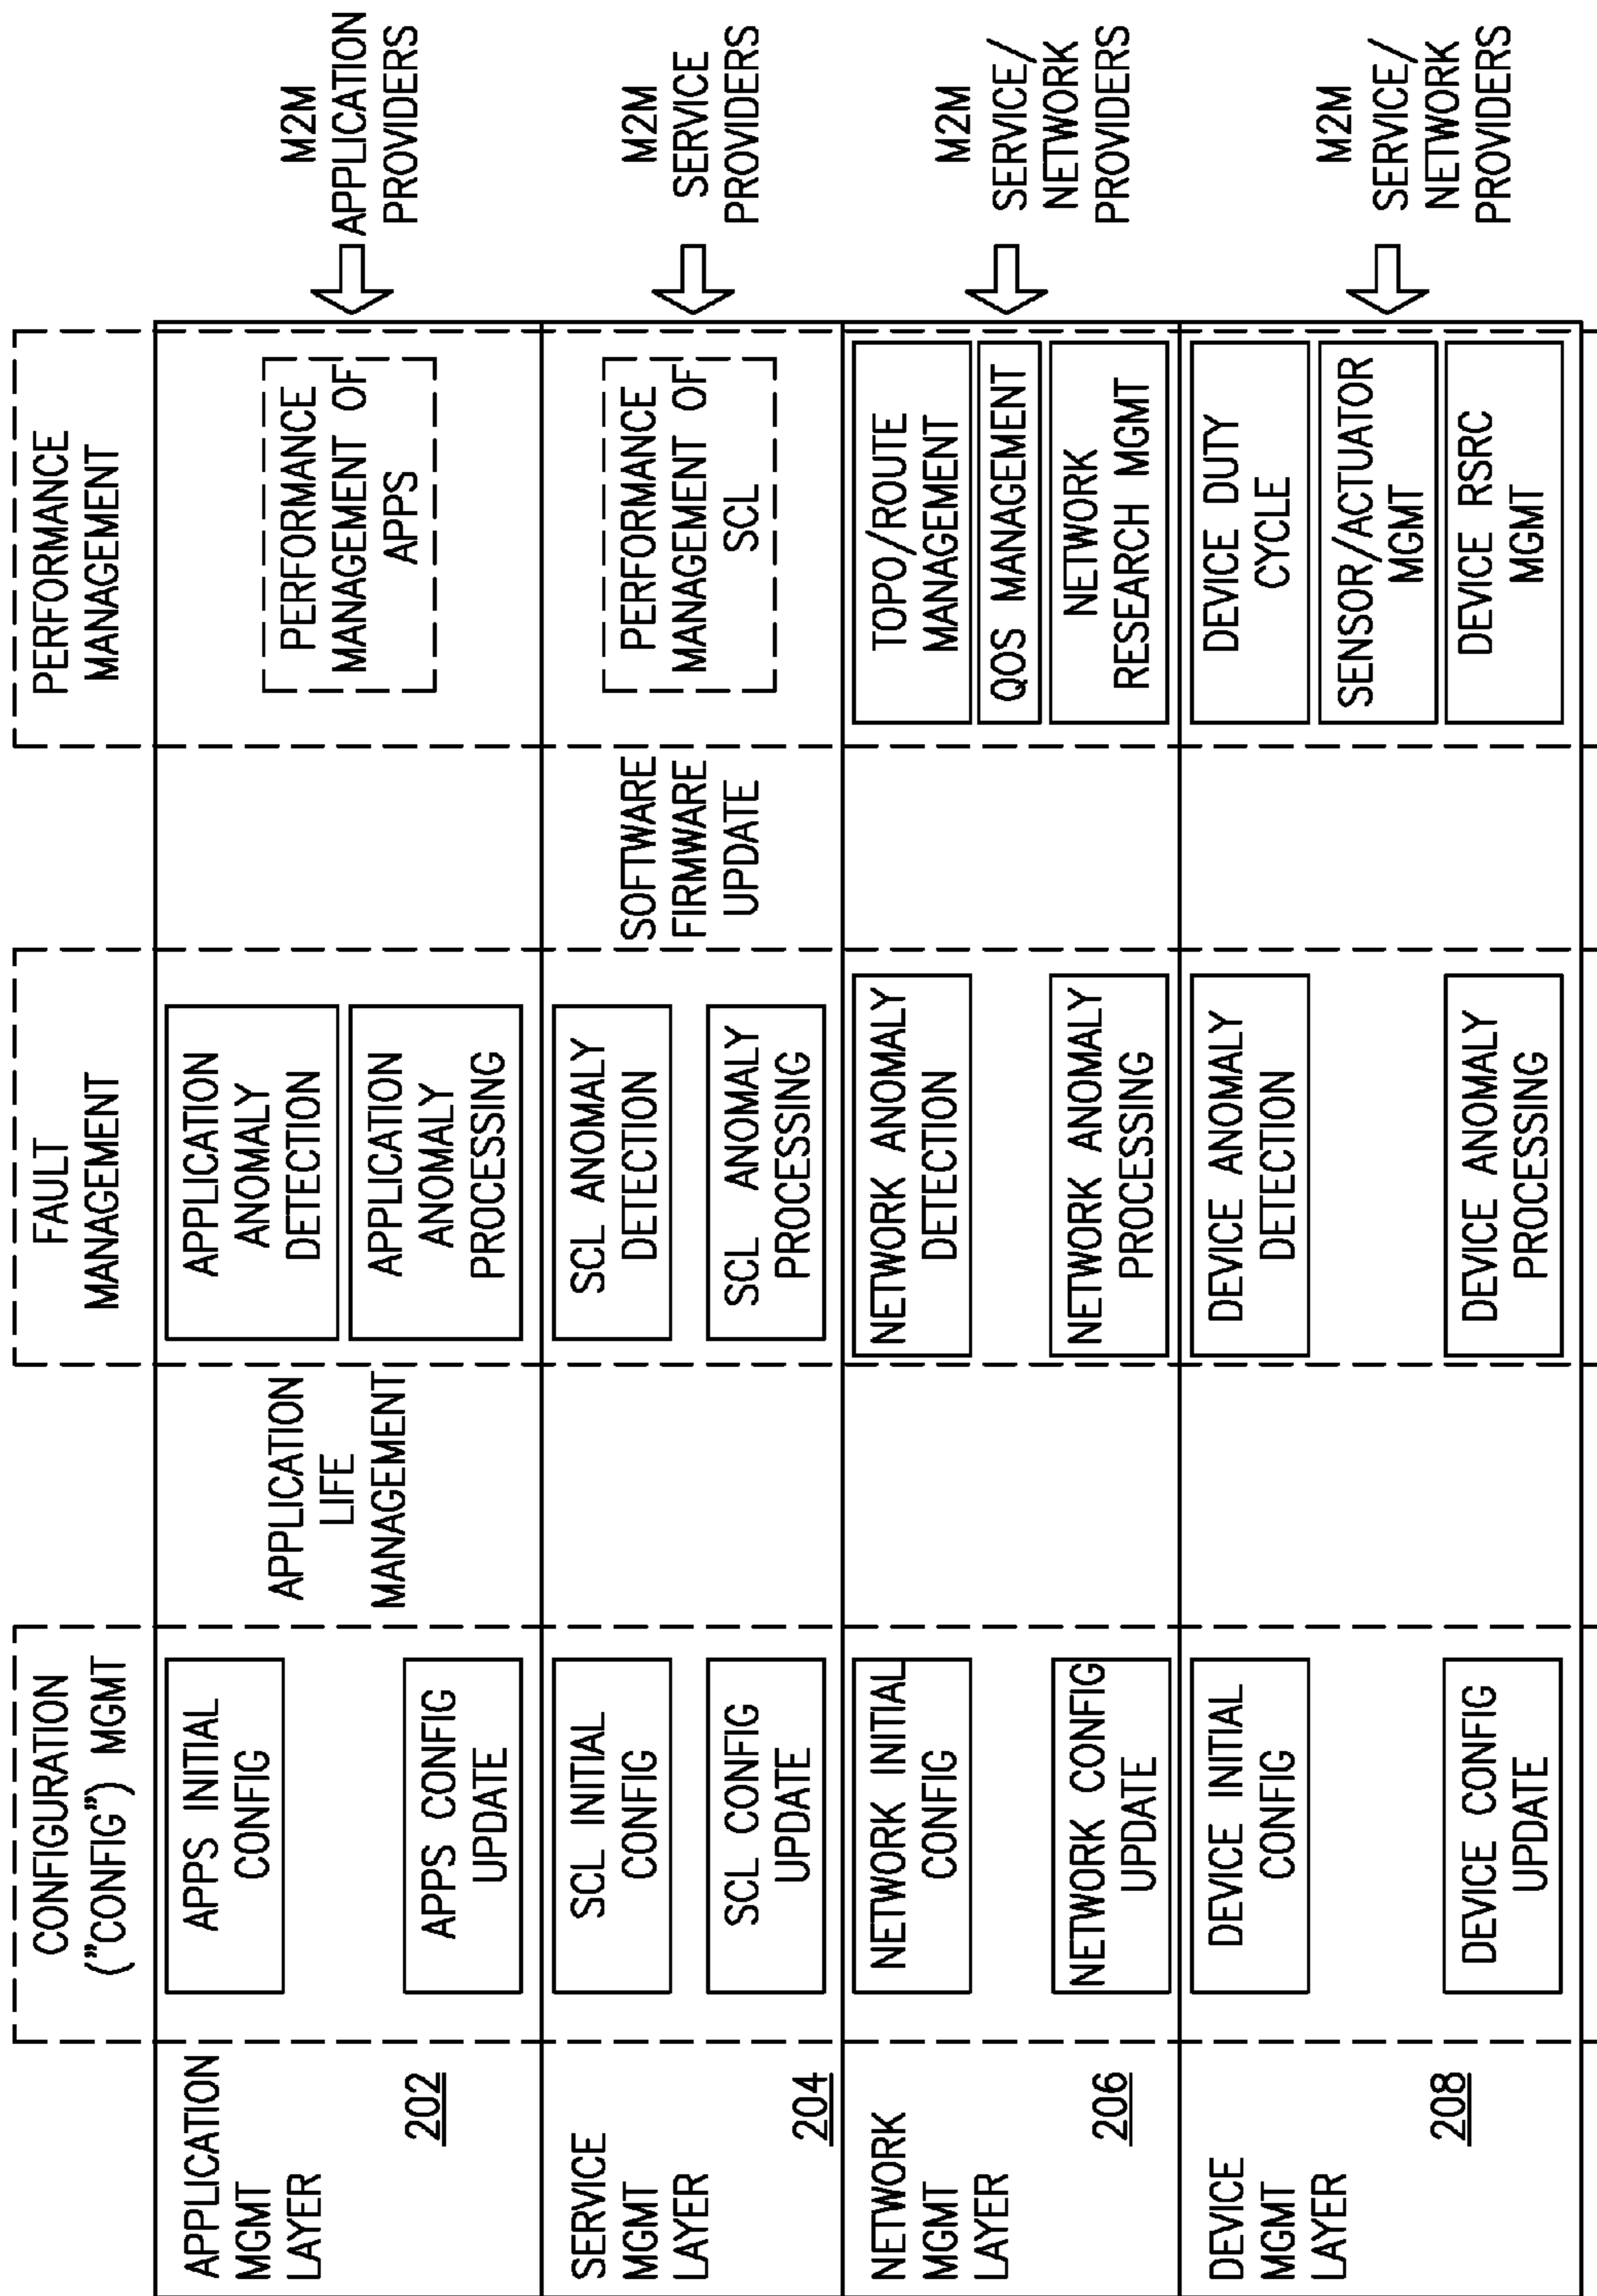 CONFIGURATION
("CONFIG") MGMT
FAULT
MANAGEMENT
PERFORMANCE
MANAGEMENT
APPLICATION
MGMT
LAYER
202
APPS INITIAL
CONFIG
APPS CONFIG
UPDATE
APPLICATION
LIFE
MANAGEMENT
APPLICATION
ANOMALY
DETECTION
APPLICATION
ANOMALY
PROCESSING
PERFORMANCE
MANAGEMENT OF
APPS
M2M
APPLICATION
PROVIDERS
SERVICE
MGMT
LAYER
204
SCL INITIAL
CONFIG
SCL CONFIG
UPDATE
SCL ANOMALY
DETECTION
SCL ANOMALY
PROCESSING
SOFTWARE
FIRMWARE
UPDATE
PERFORMANCE
MANAGEMENT OF
SCL
M2M
SERVICE
PROVIDERS
NETWORK
MGMT
LAYER
206
NETWORK INITIAL
CONFIG
NETWORK CONFIG
UPDATE
NETWORK ANOMALY
DETECTION
NETWORK ANOMALY
PROCESSING
TOPO/ROUTE
MANAGEMENT
QOS MANAGEMENT
NETWORK
RESEARCH MGMT
M2M
SERVICE/
NETWORK
PROVIDERS
DEVICE
MGMT
LAYER
208
DEVICE INITIAL
CONFIG
DEVICE CONFIG
UPDATE
DEVICE ANOMALY
DETECTION
DEVICE ANOMALY
PROCESSING
DEVICE DUTY
CYCLE
SENSOR/ACTUATOR
MGMT
DEVICE RSRC
MGMT
M2M
SERVICE/
NETWORK
PROVIDERS